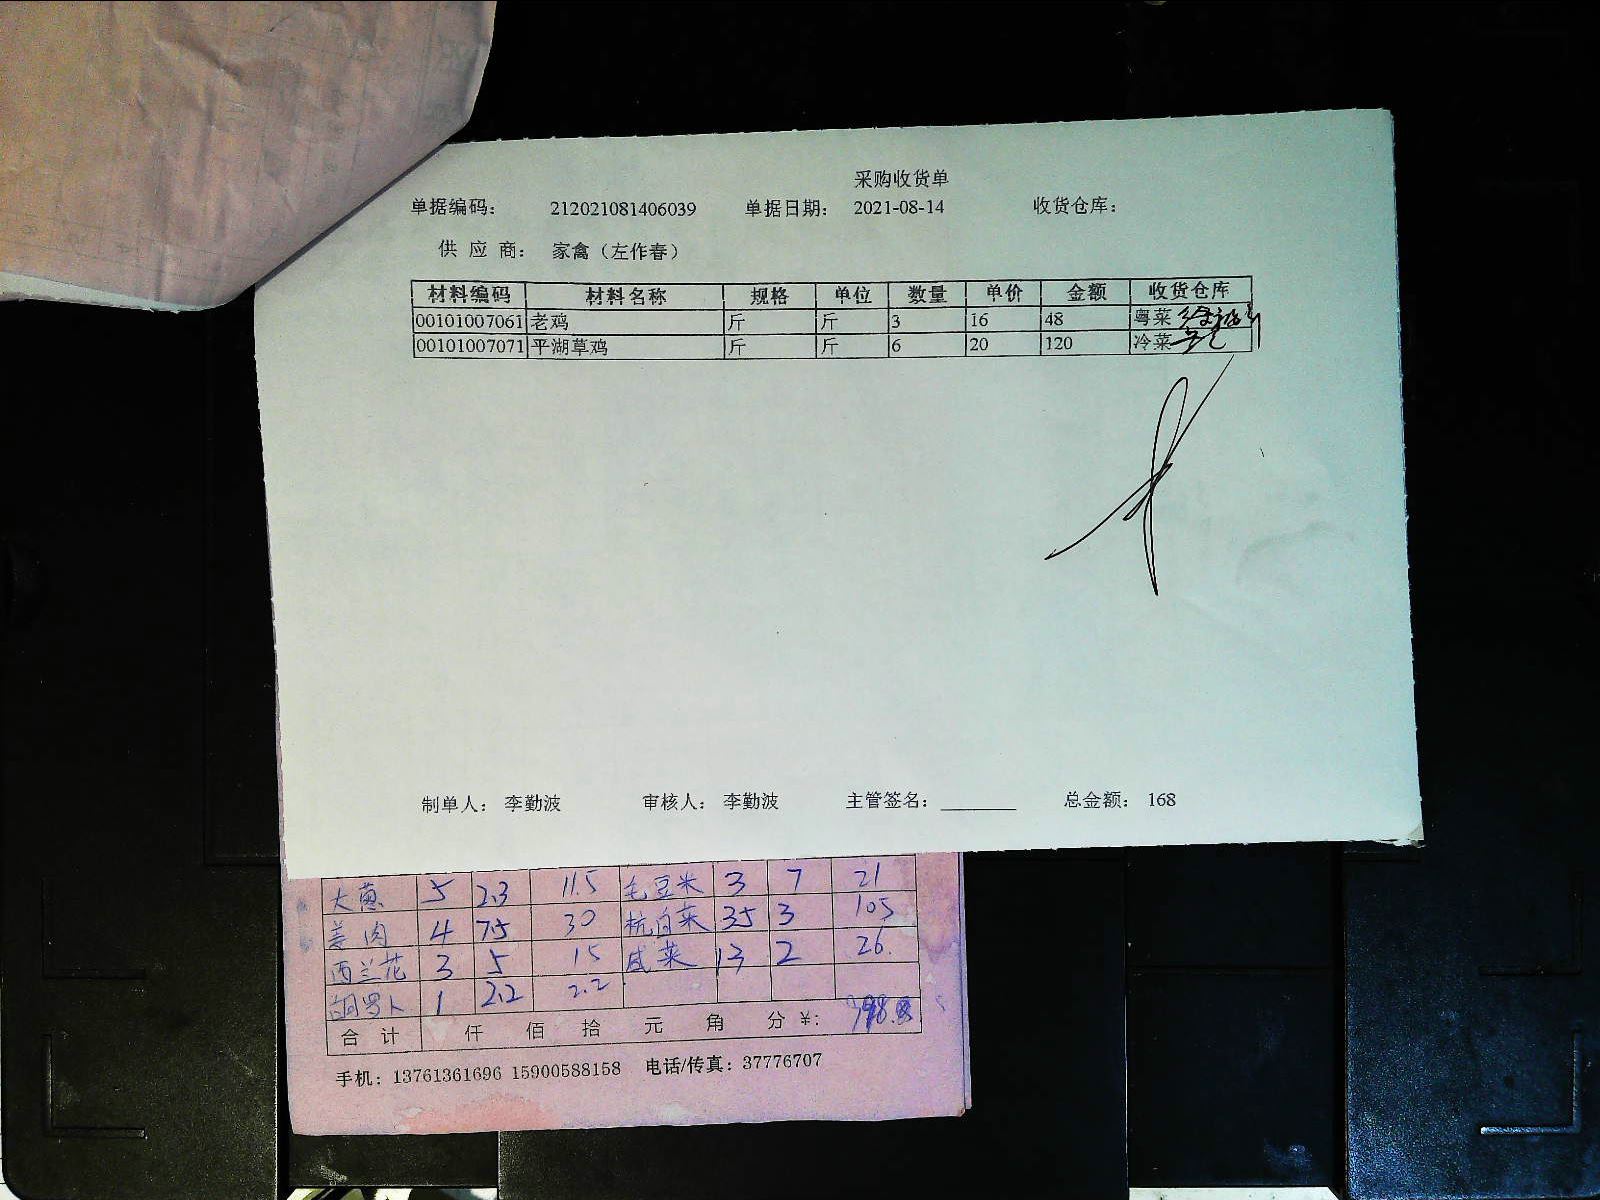 采购收货单
单据编码： 212021081406039 单据日期： 2021-08-14 收货仓库：
供 应 商： 家禽（左作春）
材料编码 材料名称 规格 单位 数量 单价 金额 收货仓库
00101007061 老鸡 斤 斤 3 16 48 粤菜
00101007071 平湖草鸡 斤 斤 6 20 120 冷菜
制单人： 李勤波 审核人： 李勤波 主管签名： 总金额： 168
大葱 5 2.3 11.5 毛豆米 3 7 21
姜肉 4 7.5 30 杭白菜 35 3 105
西兰花 3 5 15 咸菜 13 2 26.
1 2.2 2.2
合 计 仟 佰 拾 元 角 分 ¥:
手机：13761361696 15900588158 电话/传真：37776707